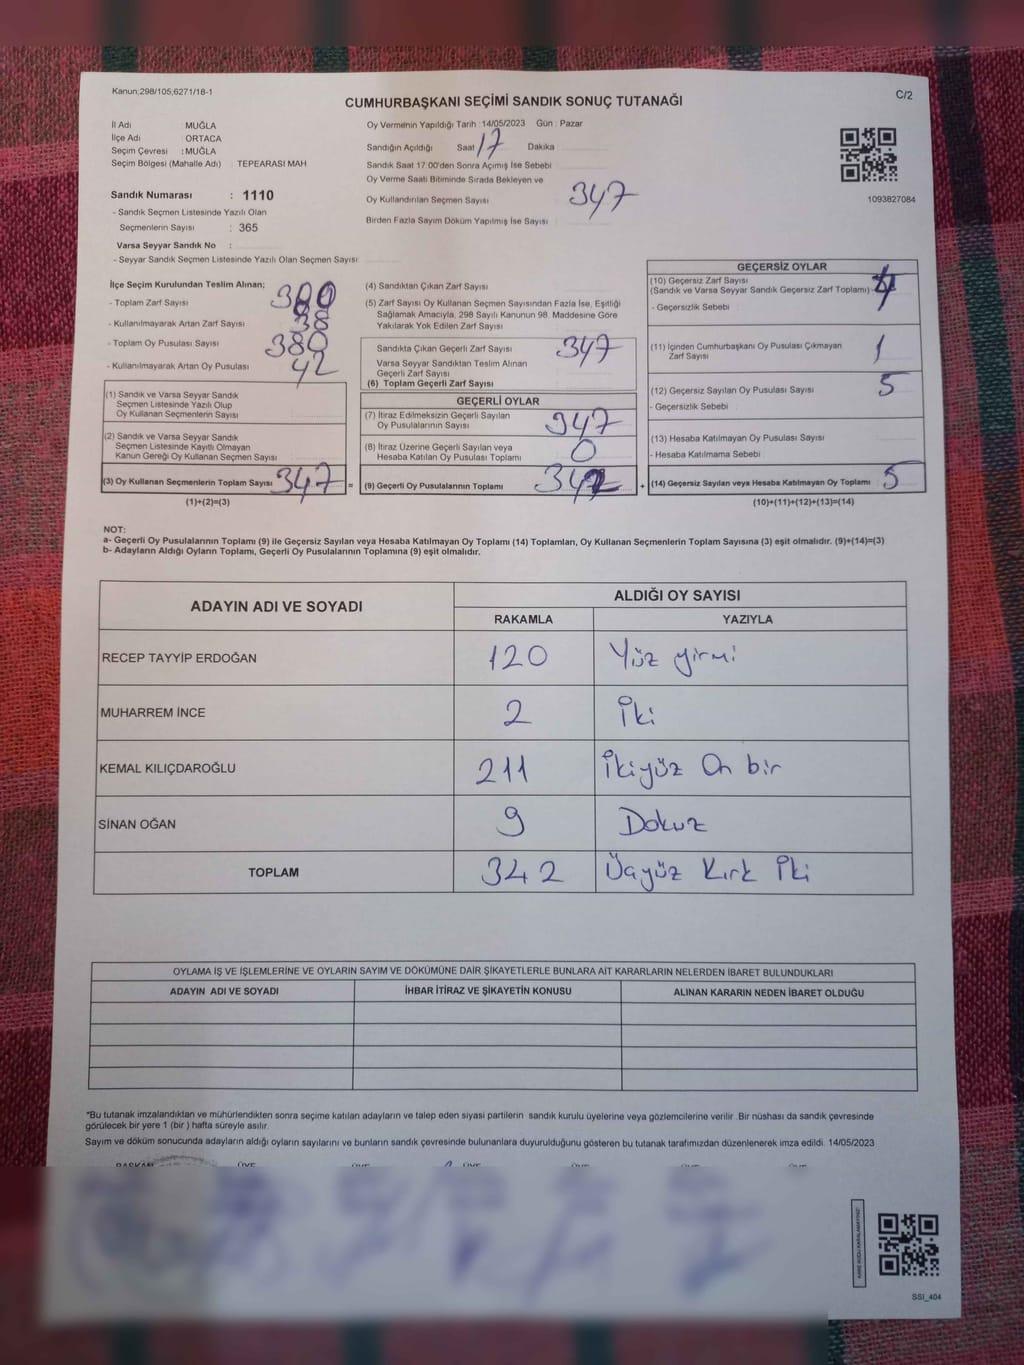 Kanun;298/105;6271/18-1
C/2
CUMHURBAŞKANI SEÇİMİ SANDIK SONUÇ TUTANAĞI
İl Adı MUĞLA
İlçe Adı : ORTACA
Seçim Çevresi : MUĞLA
Seçim Bölgesi (Mahalle Adı) : TEPEARASI MAH
Oy Vermenin Yapıldığı Tarih :14/05/2023 Gün : Pazar
Sandığın Açıldığı Saat 17 Dakika
Sandık Saat 17:00'den Sonra Açımış İse Sebebi
Oy Verme Saati Bitiminde Sırada Bekleyen ve
Oy Kullandırılan Seçmen Sayısı 347
Birden Fazla Sayım Döküm Yapılmış İse Sayısı
1093827084
Sandık Numarası : 1110
- Sandık Seçmen Listesinde Yazılı Olan
Seçmenlerin Sayısı : 365
Varsa Seyyar Sandık No :
- Seyyar Sandık Seçmen Listesinde Yazılı Olan Seçmen Sayısı
İlçe Seçim Kurulundan Teslim Alınan;
- Toplam Zarf Sayısı
- Kullanılmayarak Artan Zarf Sayısı 38
- Toplam Oy Pusulası Sayısı 380
- Kullanılmayarak Artan Oy Pusulası 42
(1) Sandık ve Varsa Seyyar Sandık
Seçmen Listesinde Yazılı Olup
Oy Kullanan Seçmenlerin Sayısı
(2) Sandık ve Varsa Seyyar Sandık
Seçmen Listesinde Kayıtlı Olmayan
Kanun Gereği Oy Kullanan Seçmen Sayısı
(3) Oy Kullanan Seçmenlerin Toplam Sayısı 347 =
(1)+(2)=(3)
(4) Sandıktan Çıkan Zarf Sayısı
(5) Zarf Sayısı Oy Kullanan Seçmen Sayısından Fazla İse, Eşitliği
Sağlamak Amacıyla, 298 Sayılı Kanunun 98. Maddesine Göre
Yakılarak Yok Edilen Zarf Sayısı
Sandıkta Çıkan Geçerli Zarf Sayısı 347
Varsa Seyyar Sandıktan Teslim Alınan
Geçerli Zarf Sayısı
(6) Toplam Geçerli Zarf Sayısı
GEÇERLİ OYLAR
(7) İtiraz Edilmeksizin Geçerli Sayılan
Oy Pusulalarının Sayısı 347
(8) İtiraz Üzerine Geçerli Sayılan veya
Hesaba Katılan Oy Pusulası Toplamı 0
(9) Geçerli Oy Pusulalarının Toplamı 342 +
GEÇERSİZ OYLAR
(10) Geçersiz Zarf Sayısı
(Sandık ve Varsa Seyyar Sandık Geçersiz Zarf Toplamı)
- Geçersizlik Sebebi
(11) İçinden Cumhurbaşkanı Oy Pusulası Çıkmayan
Zarf Sayısı 1
(12) Geçersiz Sayılan Oy Pusulası Sayısı 5
- Geçersizlik Sebebi
(13) Hesaba Katılmayan Oy Pusulası Sayısı
- Hesaba Katılmama Sebebi
(14) Geçersiz Sayılan veya Hesaba Katılmayan Oy Toplamı 5
(10)+(11)+(12)+(13)=(14)
NOT:
a- Geçerli Oy Pusulalarının Toplamı (9) ile Geçersiz Sayılan veya Hesaba Katılmayan Oy Toplamı (14) Toplamları, Oy Kullanan Seçmenlerin Toplam Sayısına (3) eşit olmalıdır. (9)+(14)=(3)
b- Adayların Aldığı Oyların Toplamı, Geçerli Oy Pusulalarının Toplamına (9) eşit olmalıdır.
ADAYIN ADI VE SOYADI ALDIĞI OY SAYISI
RAKAMLA YAZIYLA
RECEP TAYYİP ERDOĞAN 120 Yüz yirmi
MUHARREM İNCE 2 İki
KEMAL KILIÇDAROĞLU 211 İkiyüz On bir
SİNAN OĞAN 9 Dokuz
TOPLAM 342 Üçyüz Kırk İki
OYLAMA İŞ VE İŞLEMLERİNE VE OYLARIN SAYIM VE DÖKÜMÜNE DAİR ŞİKAYETLERLE BUNLARA AİT KARARLARIN NELERDEN İBARET BULUNDUKLARI
ADAYIN ADI VE SOYADI İHBAR İTİRAZ VE ŞİKAYETİN KONUSU ALINAN KARARIN NEDEN İBARET OLDUĞU
*Bu tutanak imzalandıktan ve mühürlendikten sonra seçime katılan adayların ve talep eden siyasi partilerin sandık kurulu üyelerine veya gözlemcilerine verilir. Bir nüshası da sandık çevresinde
görülecek bir yere 1 (bir ) hafta süreyle asılır.
Sayım ve döküm sonucunda adayların aldığı oyların sayılarını ve bunların sandık çevresinde bulunanlara duyurulduğunu gösteren bu tutanak tarafımızdan düzenlenerek imza edildi. 14/05/2023
BAŞKAN ÜYE ÜYE ÜYE ÜYE ÜYE ÜYE
KARE KODU KARALAMAYINIZ!
SSI_404